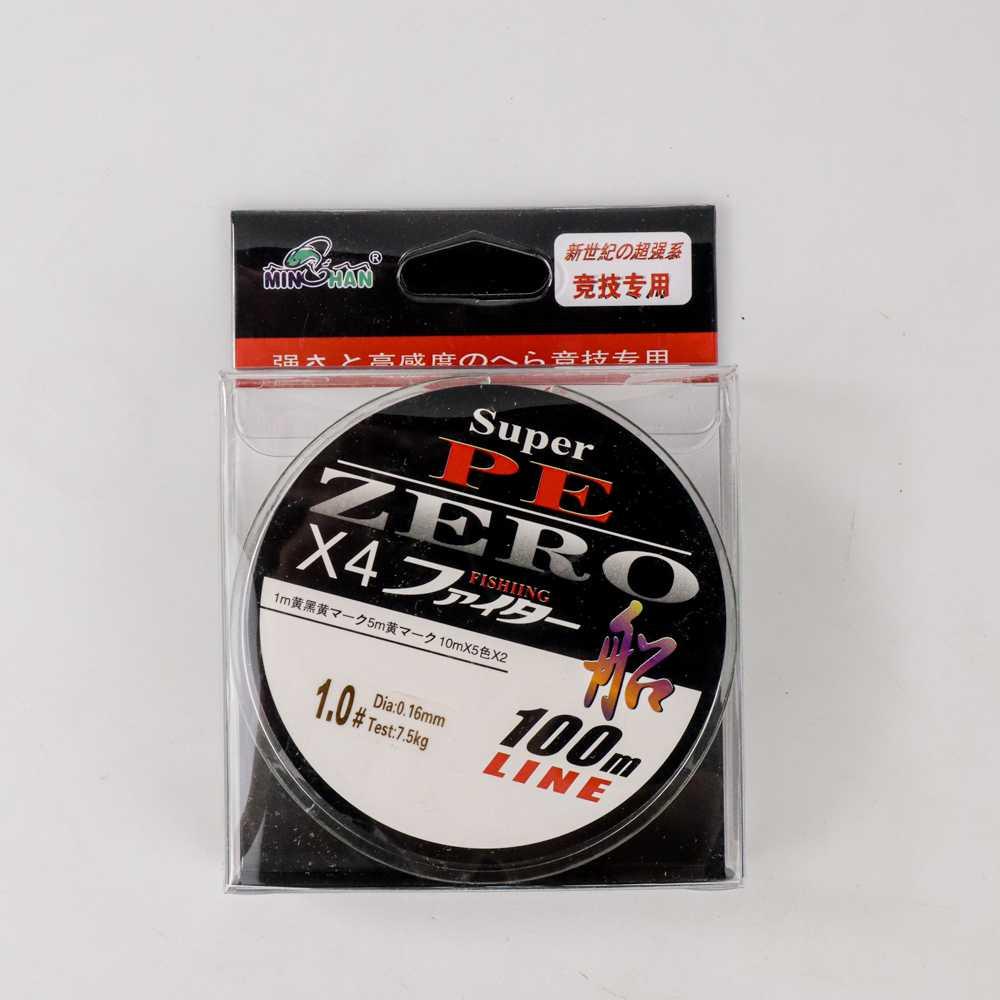 MINGHAN®
新世紀の超强系
竞技专用
强さと高感度のへら竞技专用
Super
PE
ZERO
X4
FISHIING
ファイター
1m黄黑黄マーク5m黄マーク10mX5色X2
船
1.0#
Dia:0.16mm
Test:7.5kg
100m
LINE